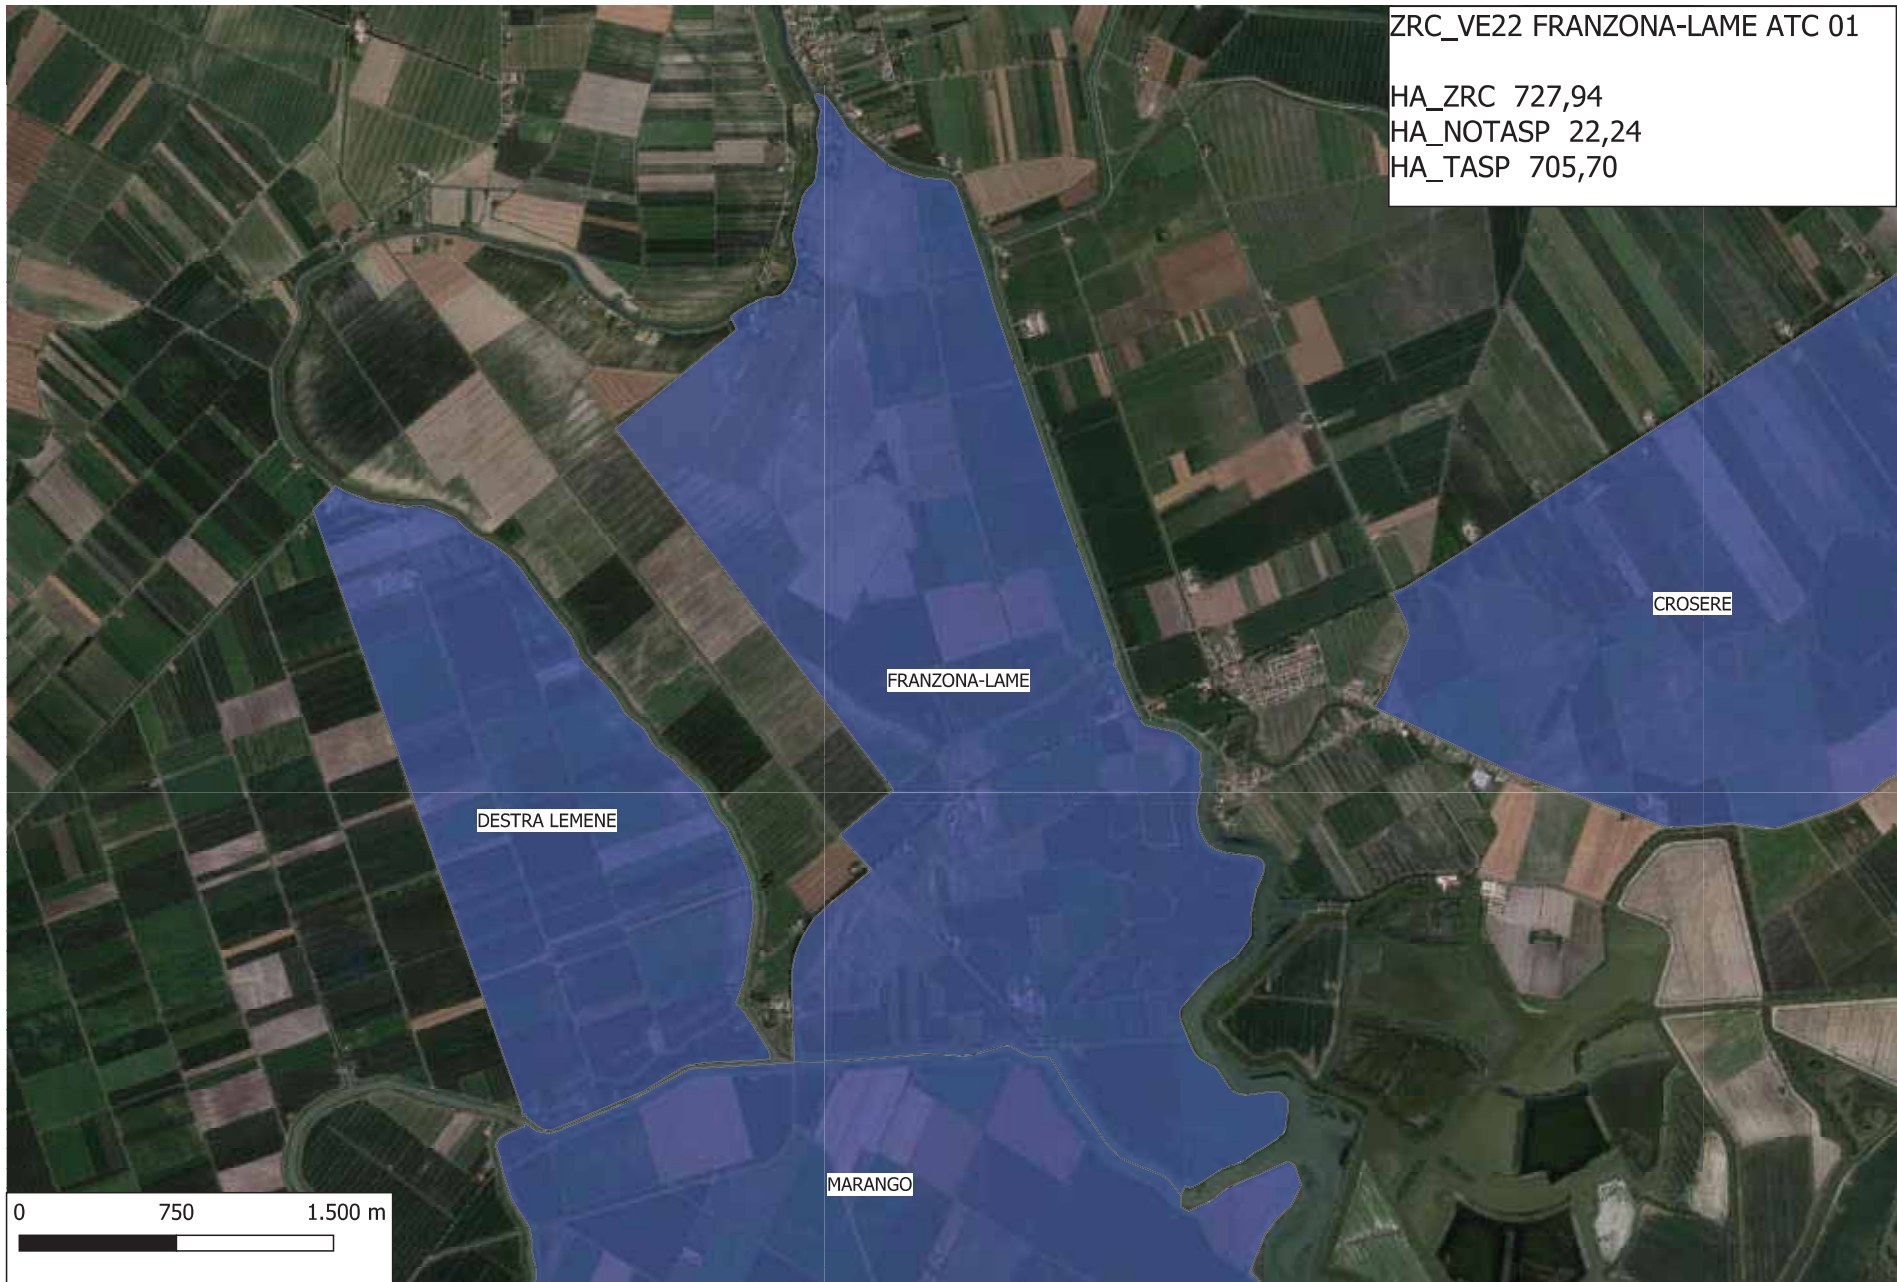 ZRC_VE22 FRANZONA-LAME ATC 01
HA_ZRC 727,94
HA_NOTASP 22,24
HA_TASP 705,70
CROSERE
FRANZONA-LAME
DESTRA LEMENE
MARANGO
0 750 1.500 m